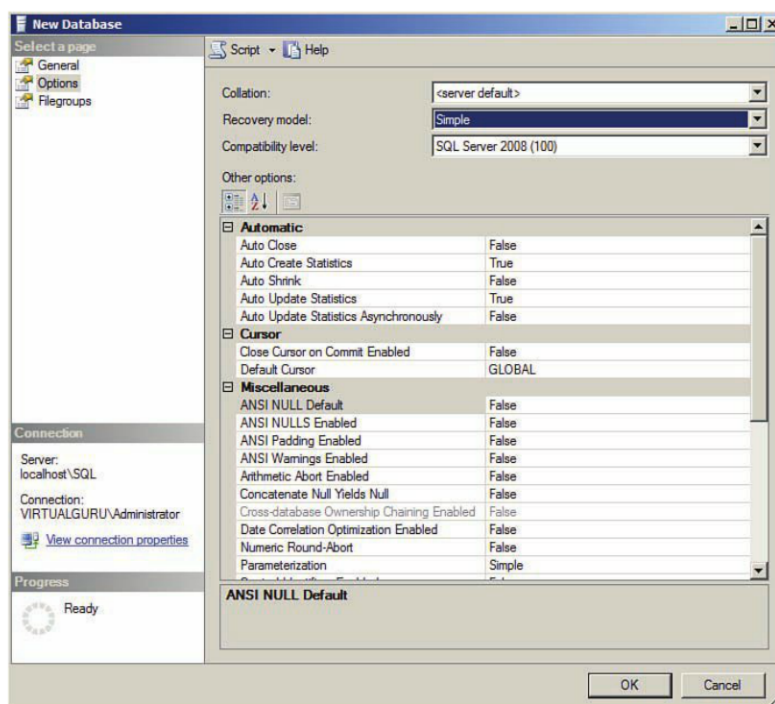 New Database
Select a page
General
Options
Filegroups
Script Help
Collation: <server default>
Recovery model: Simple
Compatibility level: SQL Server 2008 (100)
Other options:
Automatic
Auto Close False
Auto Create Statistics True
Auto Shrink False
Auto Update Statistics True
Auto Update Statistics Asynchronously False
Cursor
Close Cursor on Commit Enabled False
Default Cursor GLOBAL
Miscellaneous
ANSI NULL Default False
ANSI NULLS Enabled False
ANSI Padding Enabled False
ANSI Warnings Enabled False
Arithmetic Abort Enabled False
Concatenate Null Yields Null False
Cross-database Ownership Chaining Enabled False
Date Correlation Optimization Enabled False
Numeric Round-Abort False
Parameterization Simple
ANSI NULL Default
Connection
Server:
localhost\SQL
Connection:
VIRTUALGURU\Administrator
View connection properties
Progress
Ready
OK Cancel